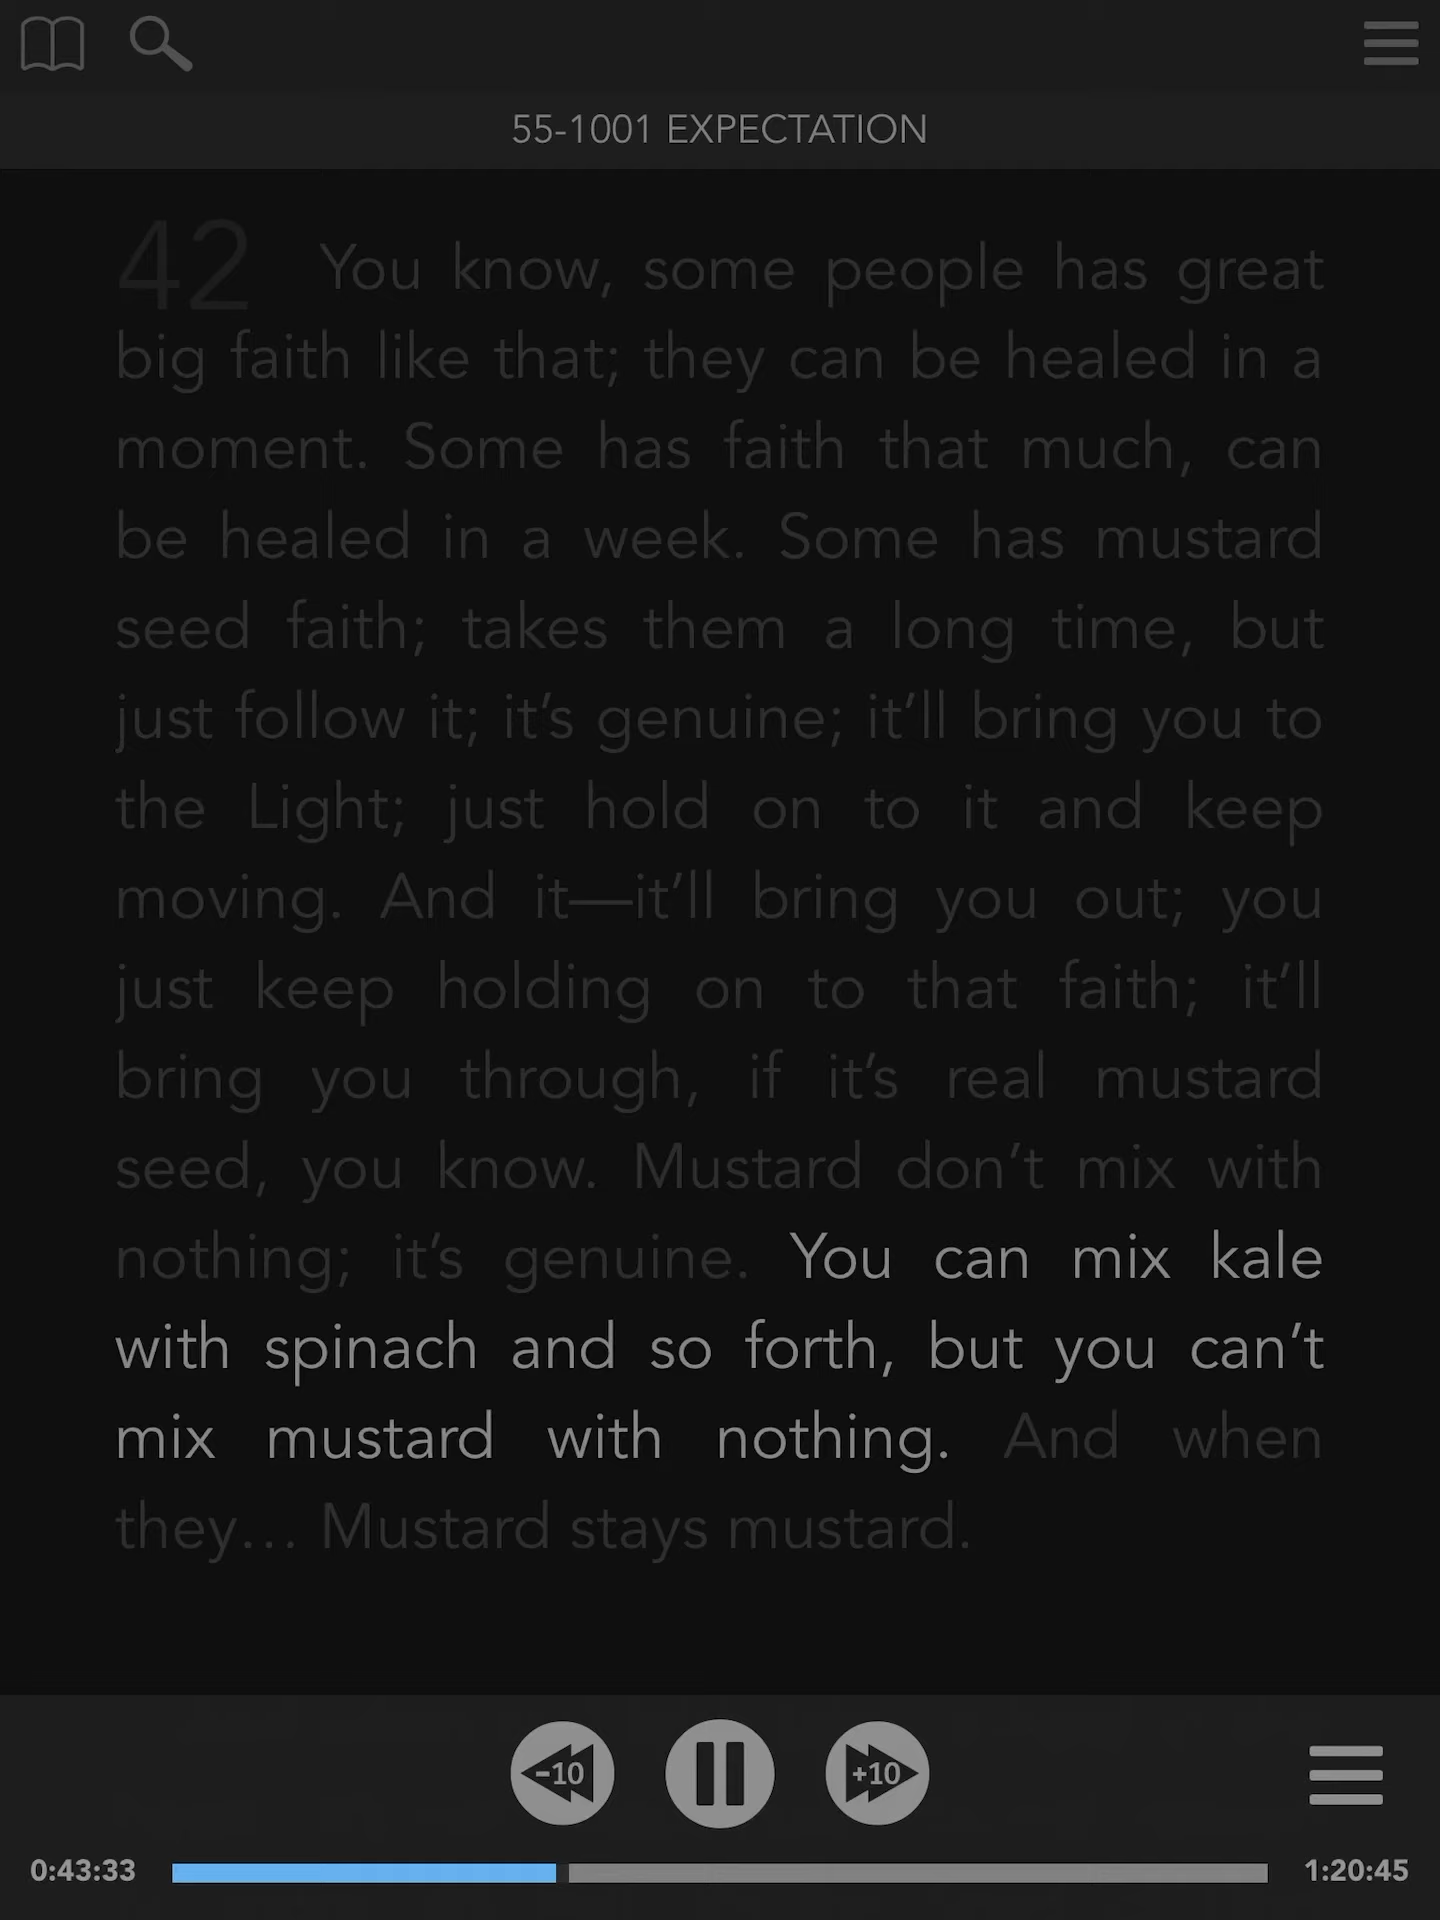 55-1001 EXPECTATION
42 You know, some people has great
big faith like that; they can be healed in a
moment. Some has faith that much, can
be healed in a week. Some has mustard
seed faith; takes them a long time, but
just follow it; it’s genuine; it’ll bring you to
the Light; just hold on to it and keep
moving. And it—it’ll bring you out; you
just keep holding on to that faith; it’ll
bring you through, if it’s real mustard
seed, you know. Mustard don’t mix with
nothing; it’s genuine. You can mix kale
with spinach and so forth, but you can’t
mix mustard with nothing. And when
they… Mustard stays mustard.
-10 +10
0:43:33 1:20:45